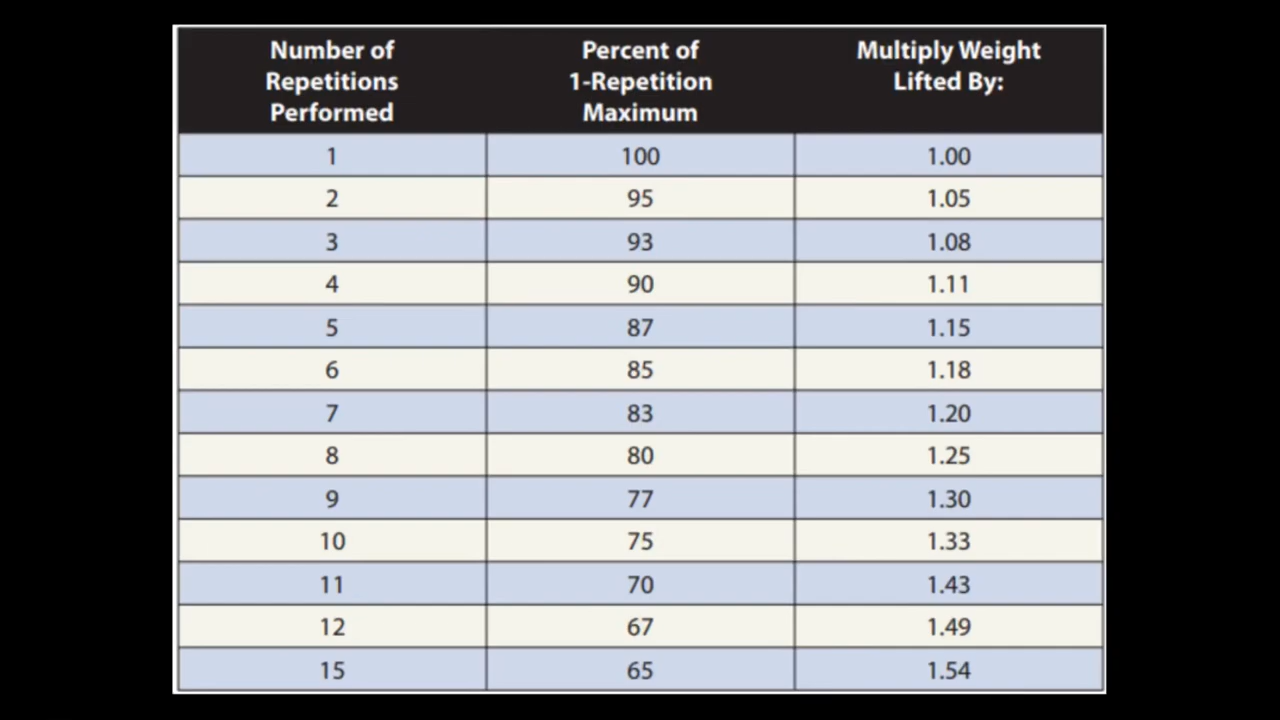 Number of Repetitions Performed Percent of 1-Repetition Maximum Multiply Weight Lifted By:
1 100 1.00
2 95 1.05
3 93 1.08
4 90 1.11
5 87 1.15
6 85 1.18
7 83 1.20
8 80 1.25
9 77 1.30
10 75 1.33
11 70 1.43
12 67 1.49
15 65 1.54